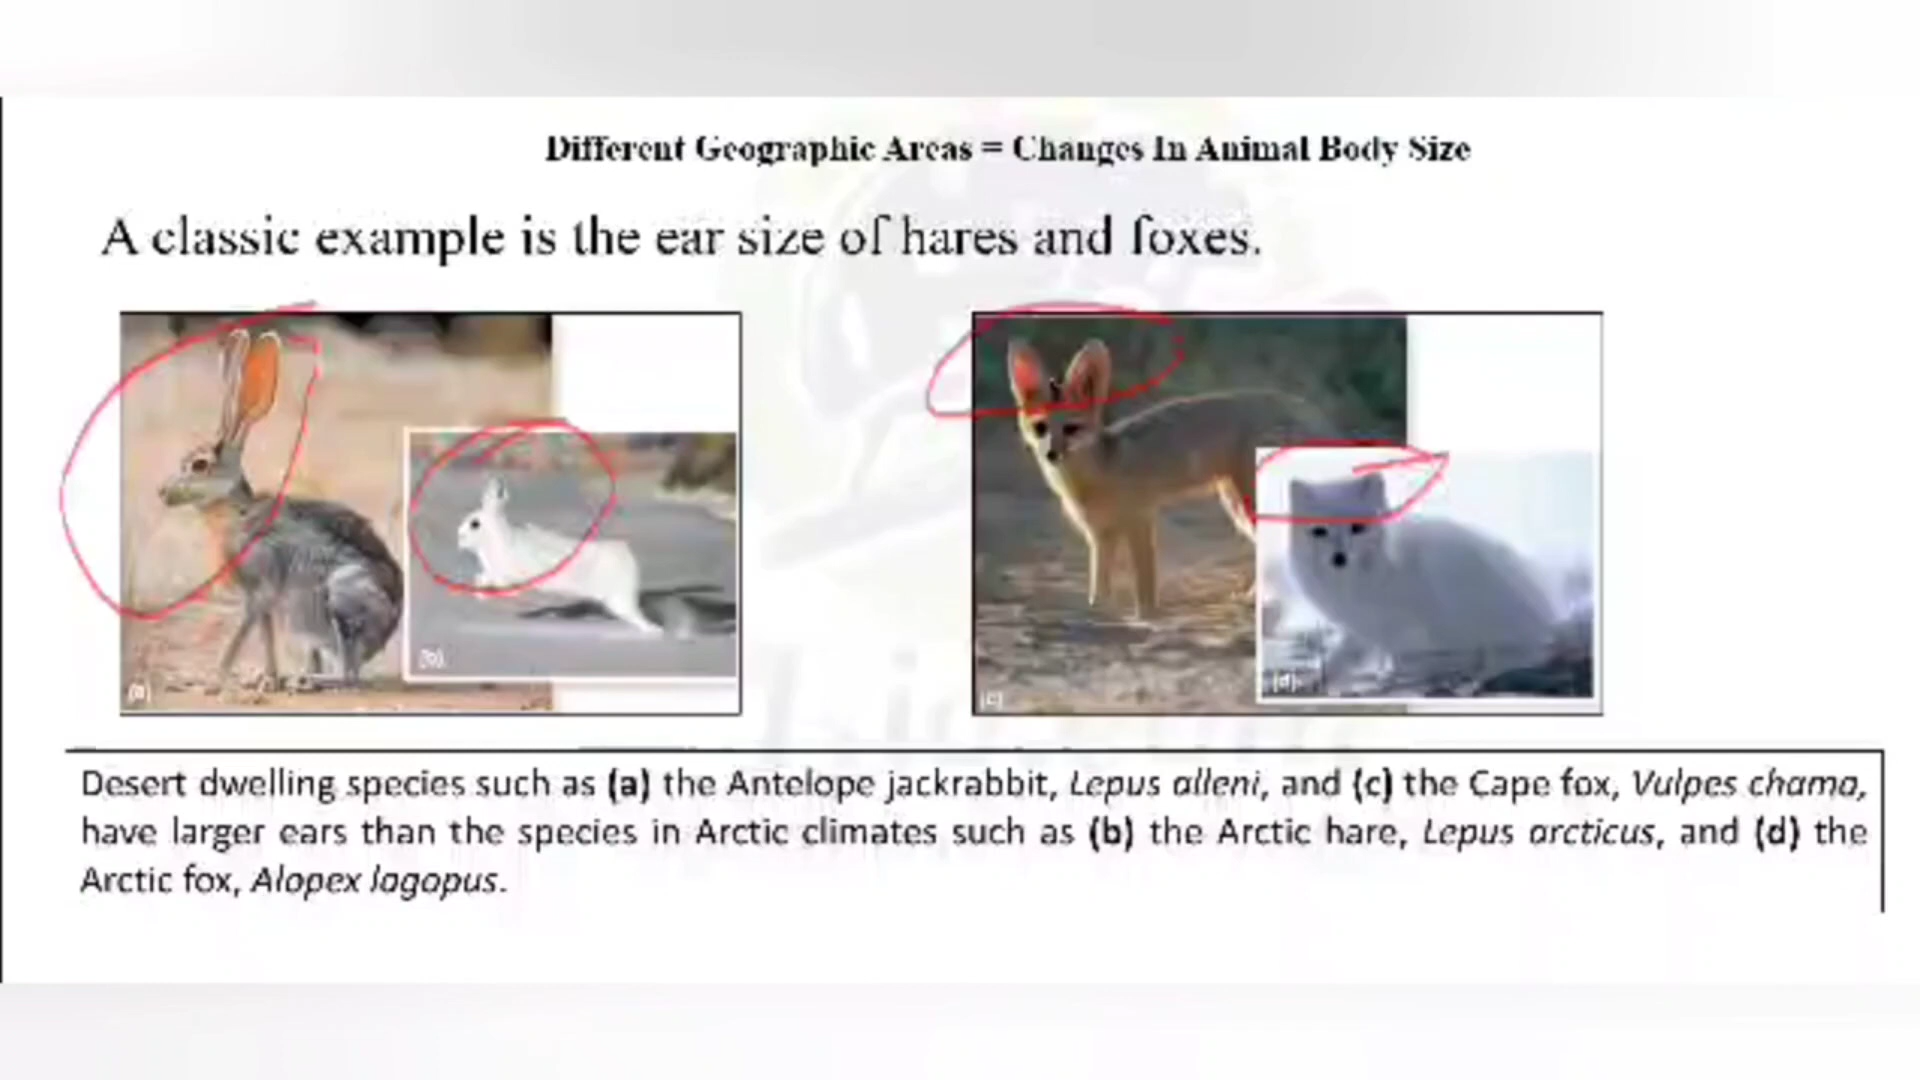 Different Geographic Areas = Changes In Animal Body Size
A classic example is the ear size of hares and foxes.
(a)
(b)
(c)
(d)
Desert dwelling species such as (a) the Antelope jackrabbit, Lepus alleni, and (c) the Cape fox, Vulpes chama,
have larger ears than the species in Arctic climates such as (b) the Arctic hare, Lepus arcticus, and (d) the
Arctic fox, Alopex lagopus.